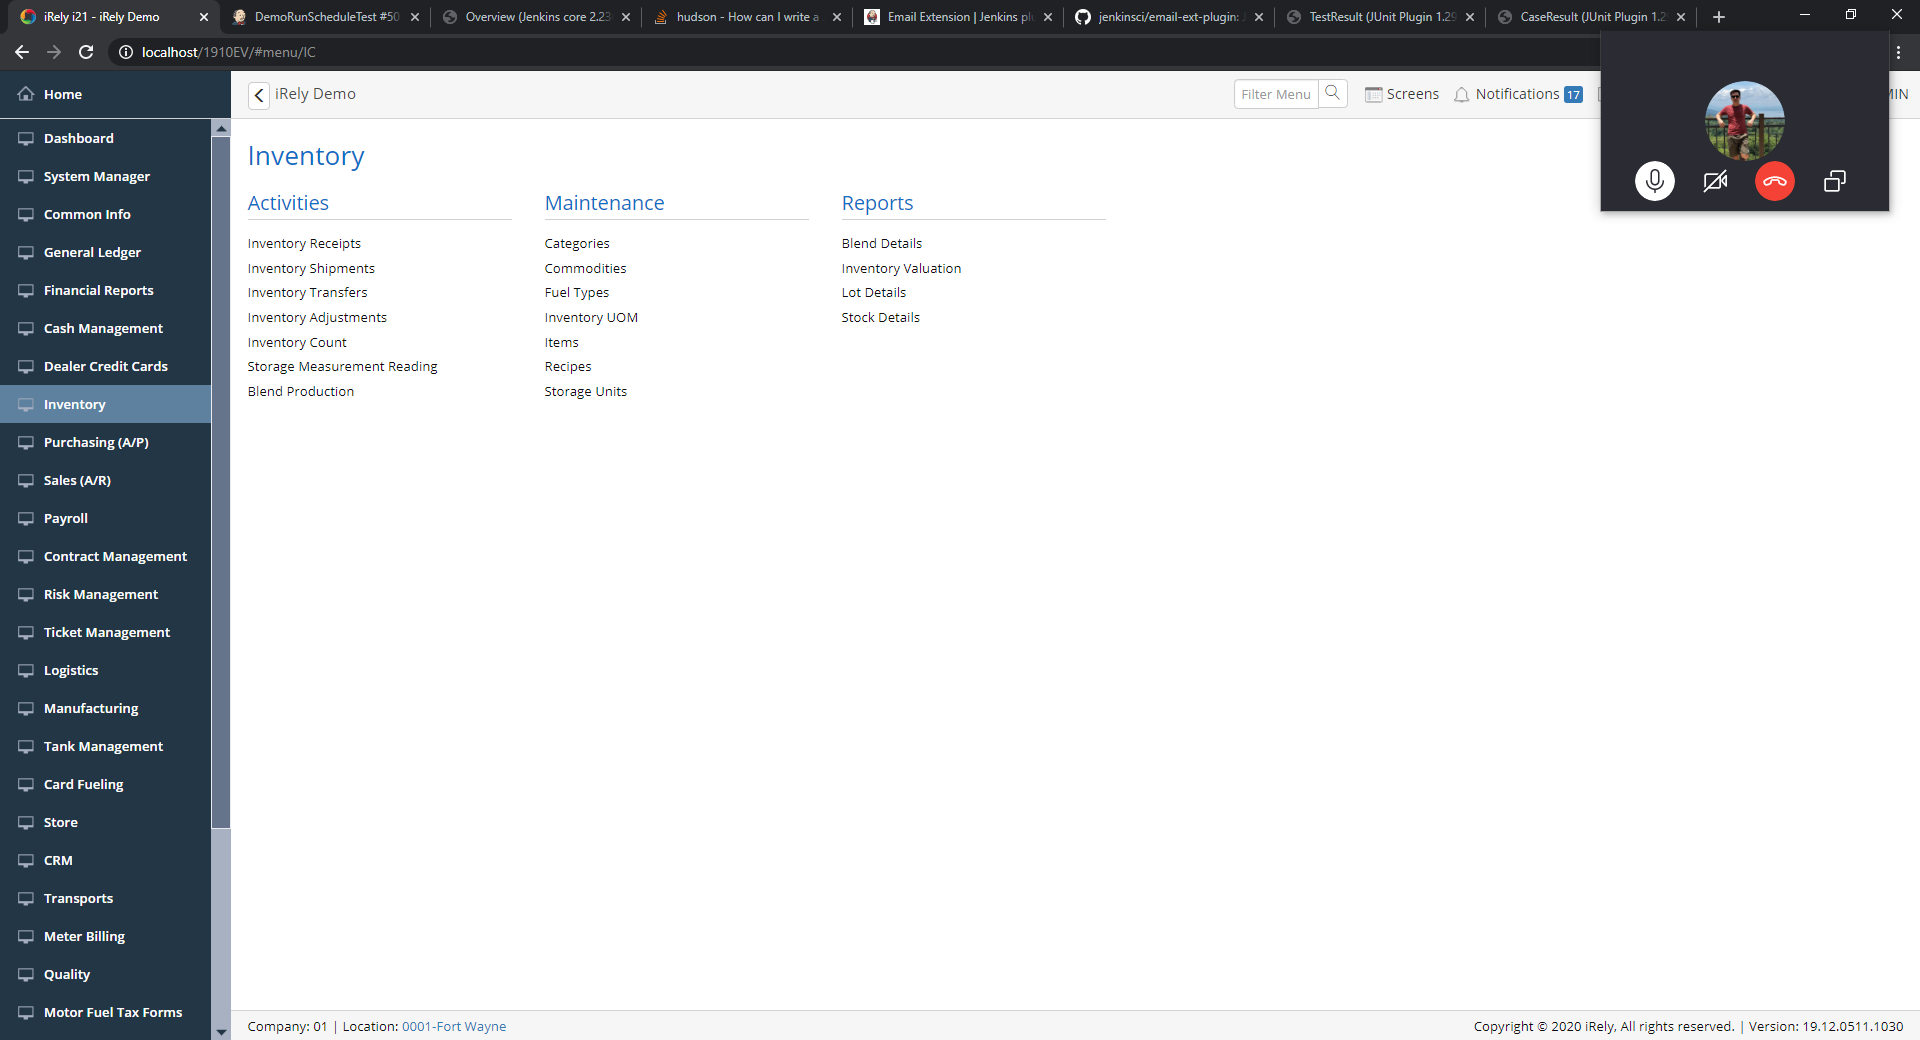 iRely i21 - iRely Demo
DemoRunScheduleTest #50
Overview (Jenkins core 2.23
hudson - How can I write a
Email Extension | Jenkins pl
jenkinsci/email-ext-plugin:
TestResult (JUnit Plugin 1.29
CaseResult (JUnit Plugin 1.2
localhost/1910EV/#menu/IC
Home
iRely Demo
Filter Menu
Screens
Notifications 17
MIN
Dashboard
System Manager
Common Info
General Ledger
Financial Reports
Cash Management
Dealer Credit Cards
Inventory
Purchasing (A/P)
Sales (A/R)
Payroll
Contract Management
Risk Management
Ticket Management
Logistics
Manufacturing
Tank Management
Card Fueling
Store
CRM
Transports
Meter Billing
Quality
Motor Fuel Tax Forms
Inventory
Activities
Inventory Receipts
Inventory Shipments
Inventory Transfers
Inventory Adjustments
Inventory Count
Storage Measurement Reading
Blend Production
Maintenance
Categories
Commodities
Fuel Types
Inventory UOM
Items
Recipes
Storage Units
Reports
Blend Details
Inventory Valuation
Lot Details
Stock Details
Company: 01 | Location: 0001-Fort Wayne
Copyright © 2020 iRely, All rights reserved. | Version: 19.12.0511.1030